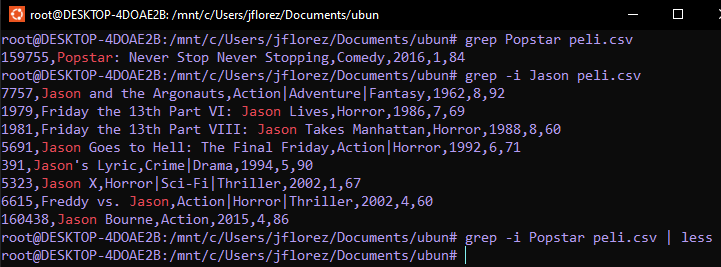 root@DESKTOP-4DOAE2B: /mnt/c/Users/jflorez/Documents/ubun
root@DESKTOP-4DOAE2B:/mnt/c/Users/jflorez/Documents/ubun# grep Popstar peli.csv
159755,Popstar: Never Stop Never Stopping,Comedy,2016,1,84
root@DESKTOP-4DOAE2B:/mnt/c/Users/jflorez/Documents/ubun# grep -i Jason peli.csv
7757,Jason and the Argonauts,Action|Adventure|Fantasy,1962,8,92
1979,Friday the 13th Part VI: Jason Lives,Horror,1986,7,69
1981,Friday the 13th Part VIII: Jason Takes Manhattan,Horror,1988,8,60
5691,Jason Goes to Hell: The Final Friday,Action|Horror,1992,6,71
391,Jason's Lyric,Crime|Drama,1994,5,90
5323,Jason X,Horror|Sci-Fi|Thriller,2002,1,67
6615,Freddy vs. Jason,Action|Horror|Thriller,2002,4,60
160438,Jason Bourne,Action,2015,4,86
root@DESKTOP-4DOAE2B:/mnt/c/Users/jflorez/Documents/ubun# grep -i Popstar peli.csv | less
root@DESKTOP-4DOAE2B:/mnt/c/Users/jflorez/Documents/ubun#